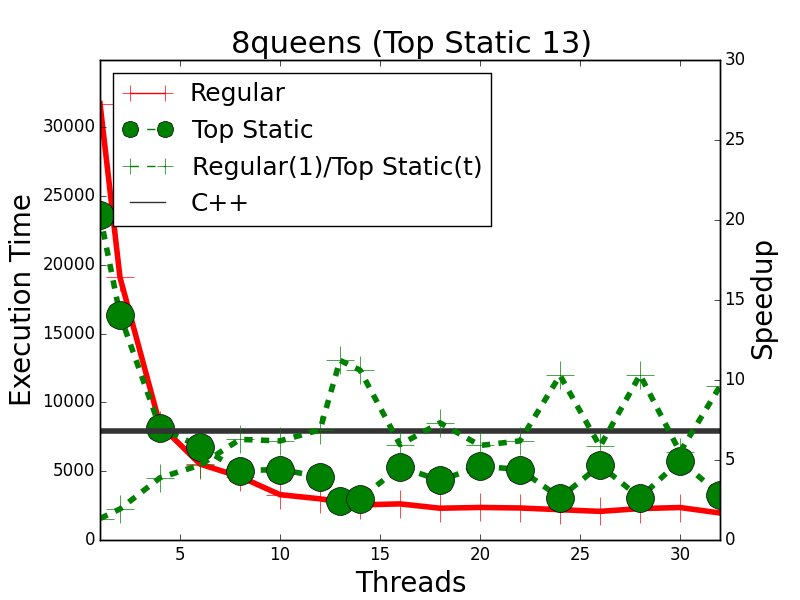 8queens (Top Static 13)
Regular
Top Static
Regular(1)/Top Static(t)
C++
Execution Time
30000
25000
20000
15000
10000
5000
0
Speedup
30
25
20
15
10
5
0
5 10 15 20 25 30
Threads